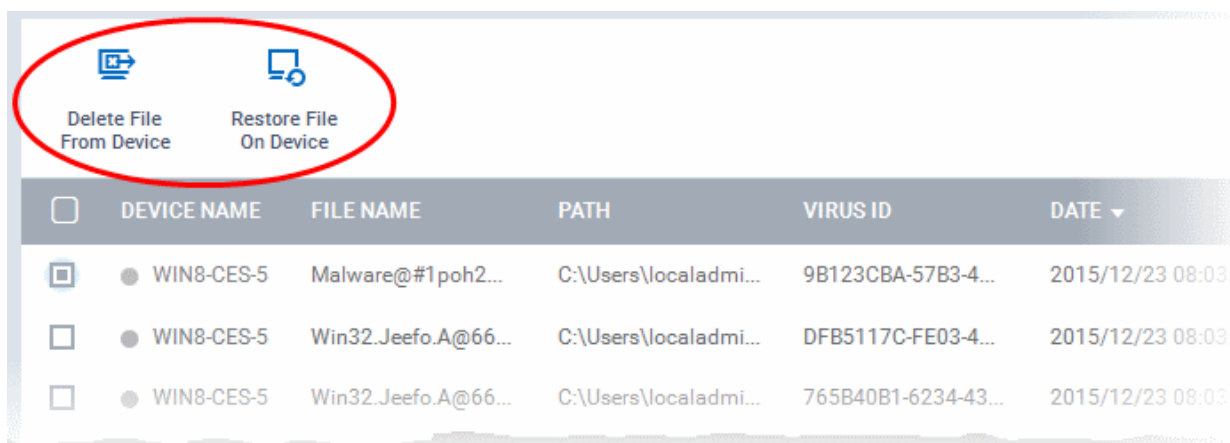 Delete File
From Device
Restore File
On Device
DEVICE NAME FILE NAME PATH VIRUS ID DATE
WIN8-CES-5 Malware@#1poh2... C:\Users\localadmi... 9B123CBA-57B3-4... 2015/12/23 08:03
WIN8-CES-5 Win32.Jeefo.A@66... C:\Users\localadmi... DFB5117C-FE03-4... 2015/12/23 08:03
WIN8-CES-5 Win32.Jeefo.A@66... C:\Users\localadmi... 765B40B1-6234-43... 2015/12/23 08:03